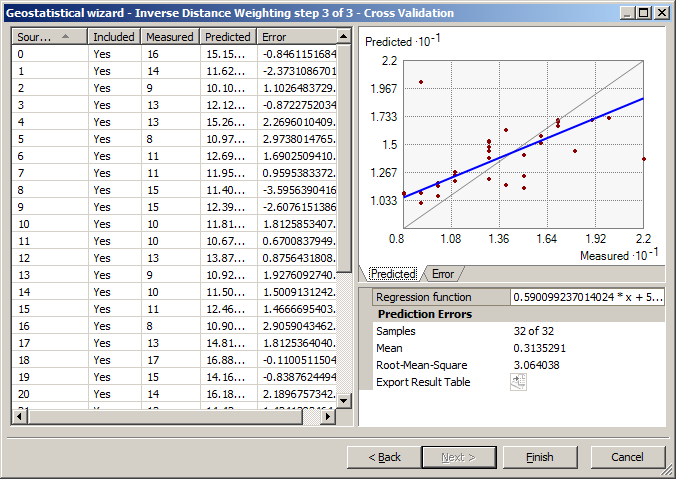 Geostatistical wizard - Inverse Distance Weighting step 3 of 3 - Cross Validation
Sour... Included Measured Predicted Error
0 Yes 16 15.15... -0.8461151684
1 Yes 14 11.62... -2.3731086701
2 Yes 9 10.10... 1.1026483729.
3 Yes 13 12.12... -0.8722752034
4 Yes 13 15.26... 2.2696010409.
5 Yes 8 10.97... 2.9738014765.
6 Yes 11 12.69... 1.6902509410.
7 Yes 11 11.95... 0.9595383372.
8 Yes 15 11.40... -3.5956390416
9 Yes 15 12.39... -2.6076151386
10 Yes 10 11.81... 1.8125853407.
11 Yes 10 10.67... 0.6700837949.
12 Yes 13 13.87... 0.8756431808.
13 Yes 9 10.92... 1.9276092740.
14 Yes 10 11.50... 1.5009131242.
15 Yes 11 12.46... 1.4666695403.
16 Yes 8 10.90... 2.9059043462.
17 Yes 13 14.81... 1.8125364040.
18 Yes 17 16.88... -0.1100511504
19 Yes 15 14.16... -0.8387624494
20 Yes 14 16.18... 2.1896757342.
Predicted ·10⁻¹
2.2
1.967
1.733
1.5
1.267
1.033
0.8 1.08 1.36 1.64 1.92 2.2
Measured ·10⁻¹
Predicted Error
Regression function 0.590099237014024 * x + 5...
Prediction Errors
Samples 32 of 32
Mean 0.3135291
Root-Mean-Square 3.064038
Export Result Table
< Back Next > Finish Cancel